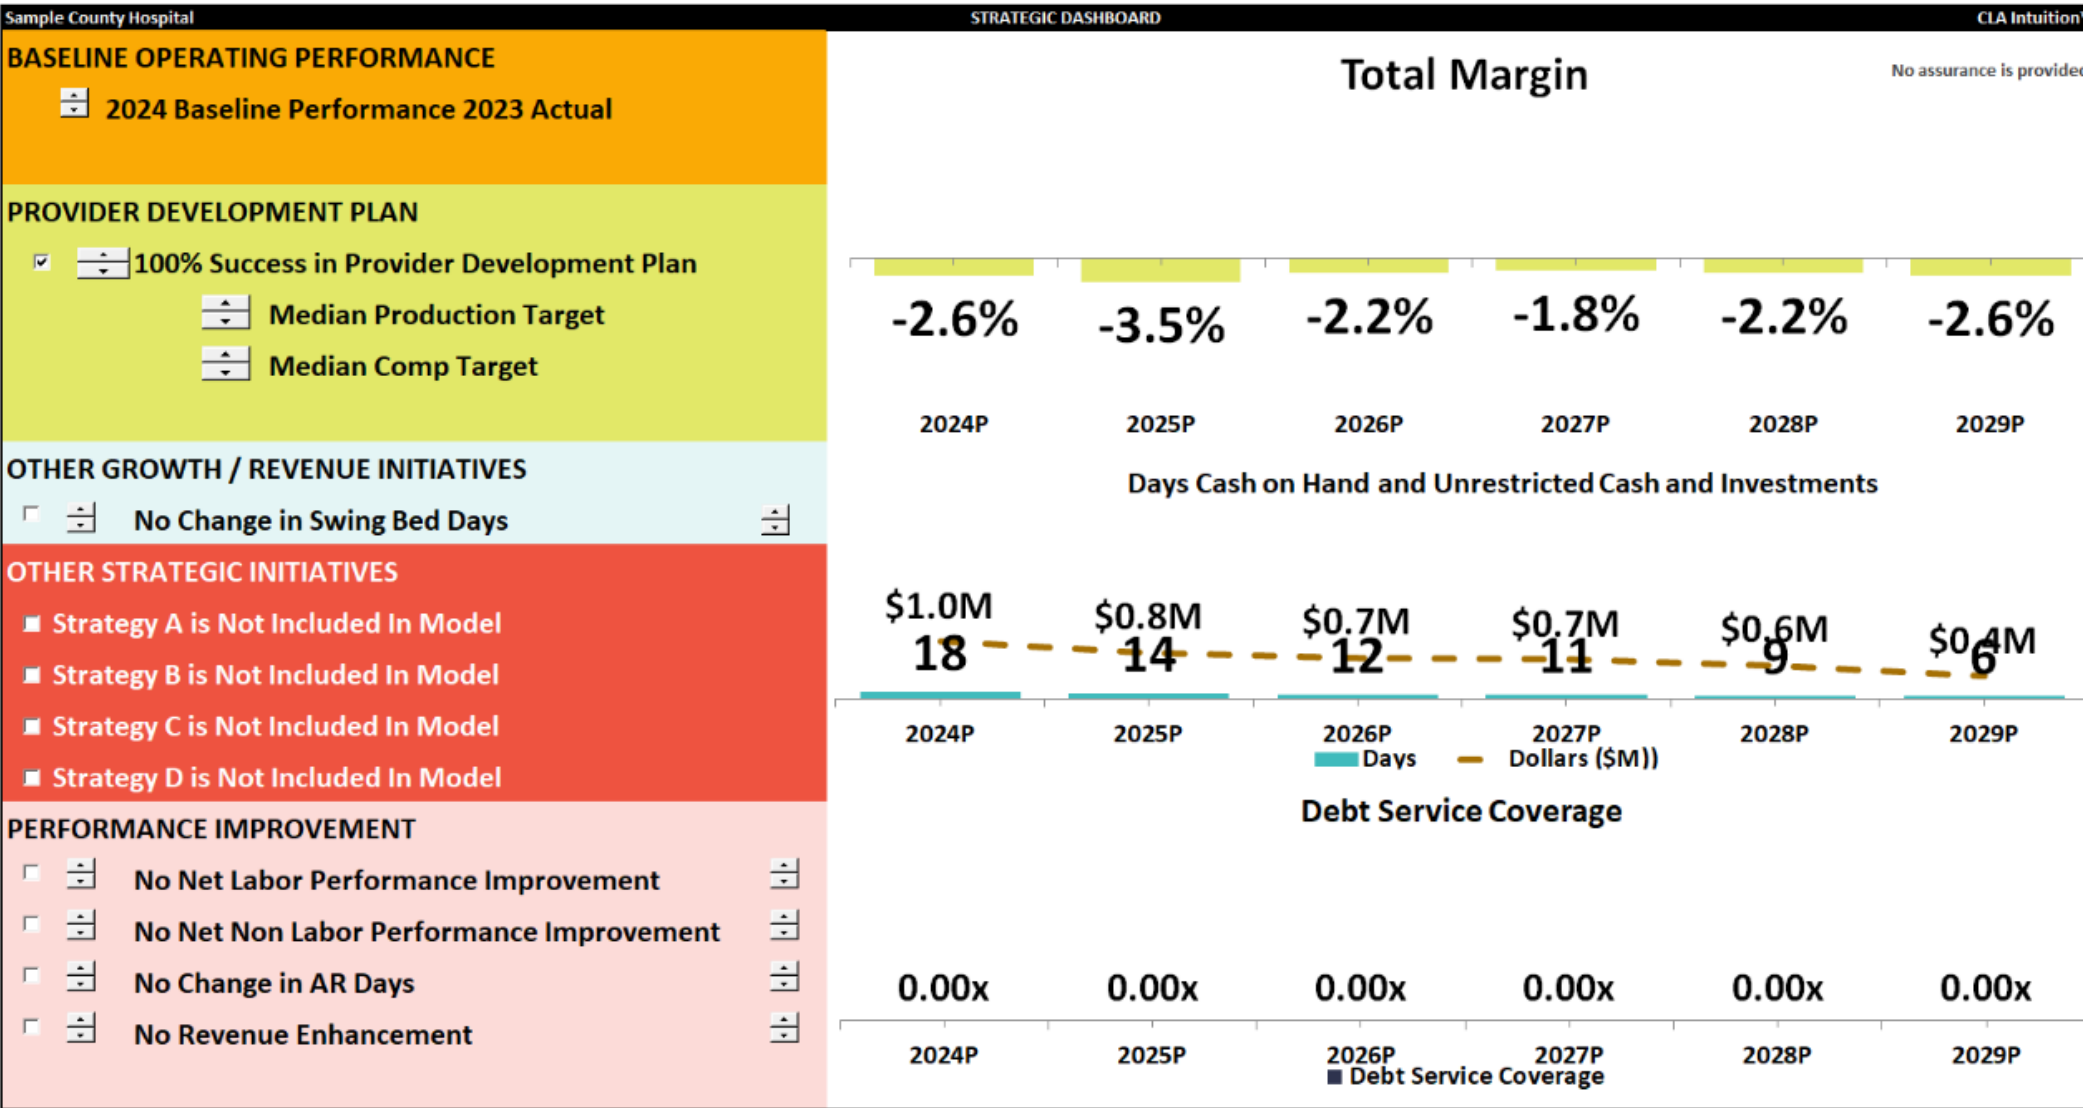 Sample County Hospital
STRATEGIC DASHBOARD
CLA Intuition
BASELINE OPERATING PERFORMANCE
2024 Baseline Performance 2023 Actual
PROVIDER DEVELOPMENT PLAN
100% Success in Provider Development Plan
Median Production Target
Median Comp Target
OTHER GROWTH / REVENUE INITIATIVES
No Change in Swing Bed Days
OTHER STRATEGIC INITIATIVES
Strategy A is Not Included In Model
Strategy B is Not Included In Model
Strategy C is Not Included In Model
Strategy D is Not Included In Model
PERFORMANCE IMPROVEMENT
No Net Labor Performance Improvement
No Net Non Labor Performance Improvement
No Change in AR Days
No Revenue Enhancement
Total Margin
No assurance is provided
-2.6% -3.5% -2.2% -1.8% -2.2% -2.6%
2024P 2025P 2026P 2027P 2028P 2029P
Days Cash on Hand and Unrestricted Cash and Investments
$1.0M $0.8M $0.7M $0.7M $0.6M $0.4M
18 14 12 11 9 6
2024P 2025P 2026P 2027P 2028P 2029P
Days Dollars ($M))
Debt Service Coverage
0.00x 0.00x 0.00x 0.00x 0.00x 0.00x
2024P 2025P 2026P 2027P 2028P 2029P
Debt Service Coverage